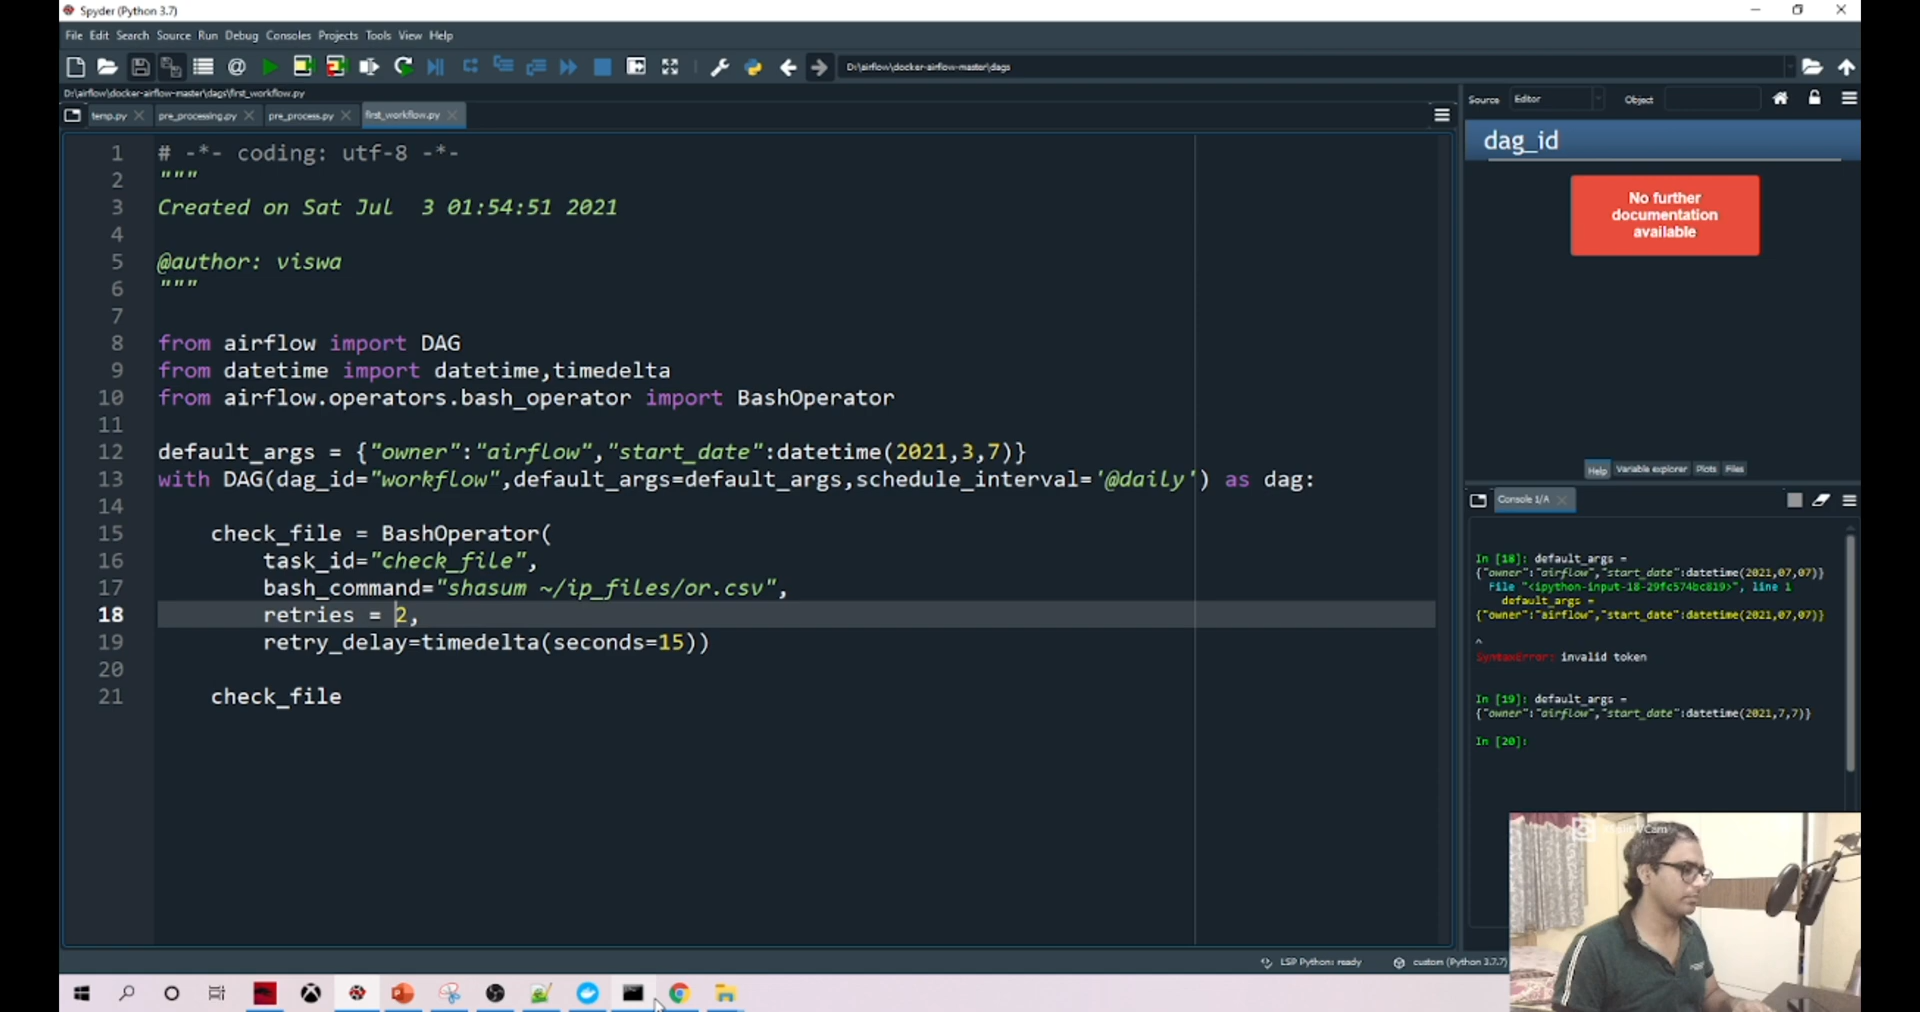 Spyder (Python 3.7)
File Edit Search Source Run Debug Consoles Projects Tools View Help
D:\airflow\docker-airflow-master\dags
D:\airflow\docker-airflow-master\dags\first_workflow.py
temp.py pre_processing.py pre_process.py first_workflow.py
Source Editor Object
1 # -*- coding: utf-8 -*-
2 """
3 Created on Sat Jul  3 01:54:51 2021
4
5 @author: viswa
6 """
7
8 from airflow import DAG
9 from datetime import datetime,timedelta
10 from airflow.operators.bash_operator import BashOperator
11
12 default_args = {"owner":"airflow","start_date":datetime(2021,3,7)}
13 with DAG(dag_id="workflow",default_args=default_args,schedule_interval='@daily') as dag:
14
15     check_file = BashOperator(
16         task_id="check_file",
17         bash_command="shasum ~/ip_files/or.csv",
18         retries = 2,
19         retry_delay=timedelta(seconds=15))
20
21     check_file
dag_id
No further
documentation
available
Help Variable explorer Plots Files
Console 1/A
In [18]: default_args =
{"owner":"airflow","start_date":datetime(2021,07,07)}
  File "<ipython-input-18-29fc574bc819>", line 1
    default_args =
{"owner":"airflow","start_date":datetime(2021,07,07)}
^
SyntaxError: invalid token
In [19]: default_args =
{"owner":"airflow","start_date":datetime(2021,7,7)}
In [20]:
LSP Python: ready custom (Python 3.7.7)